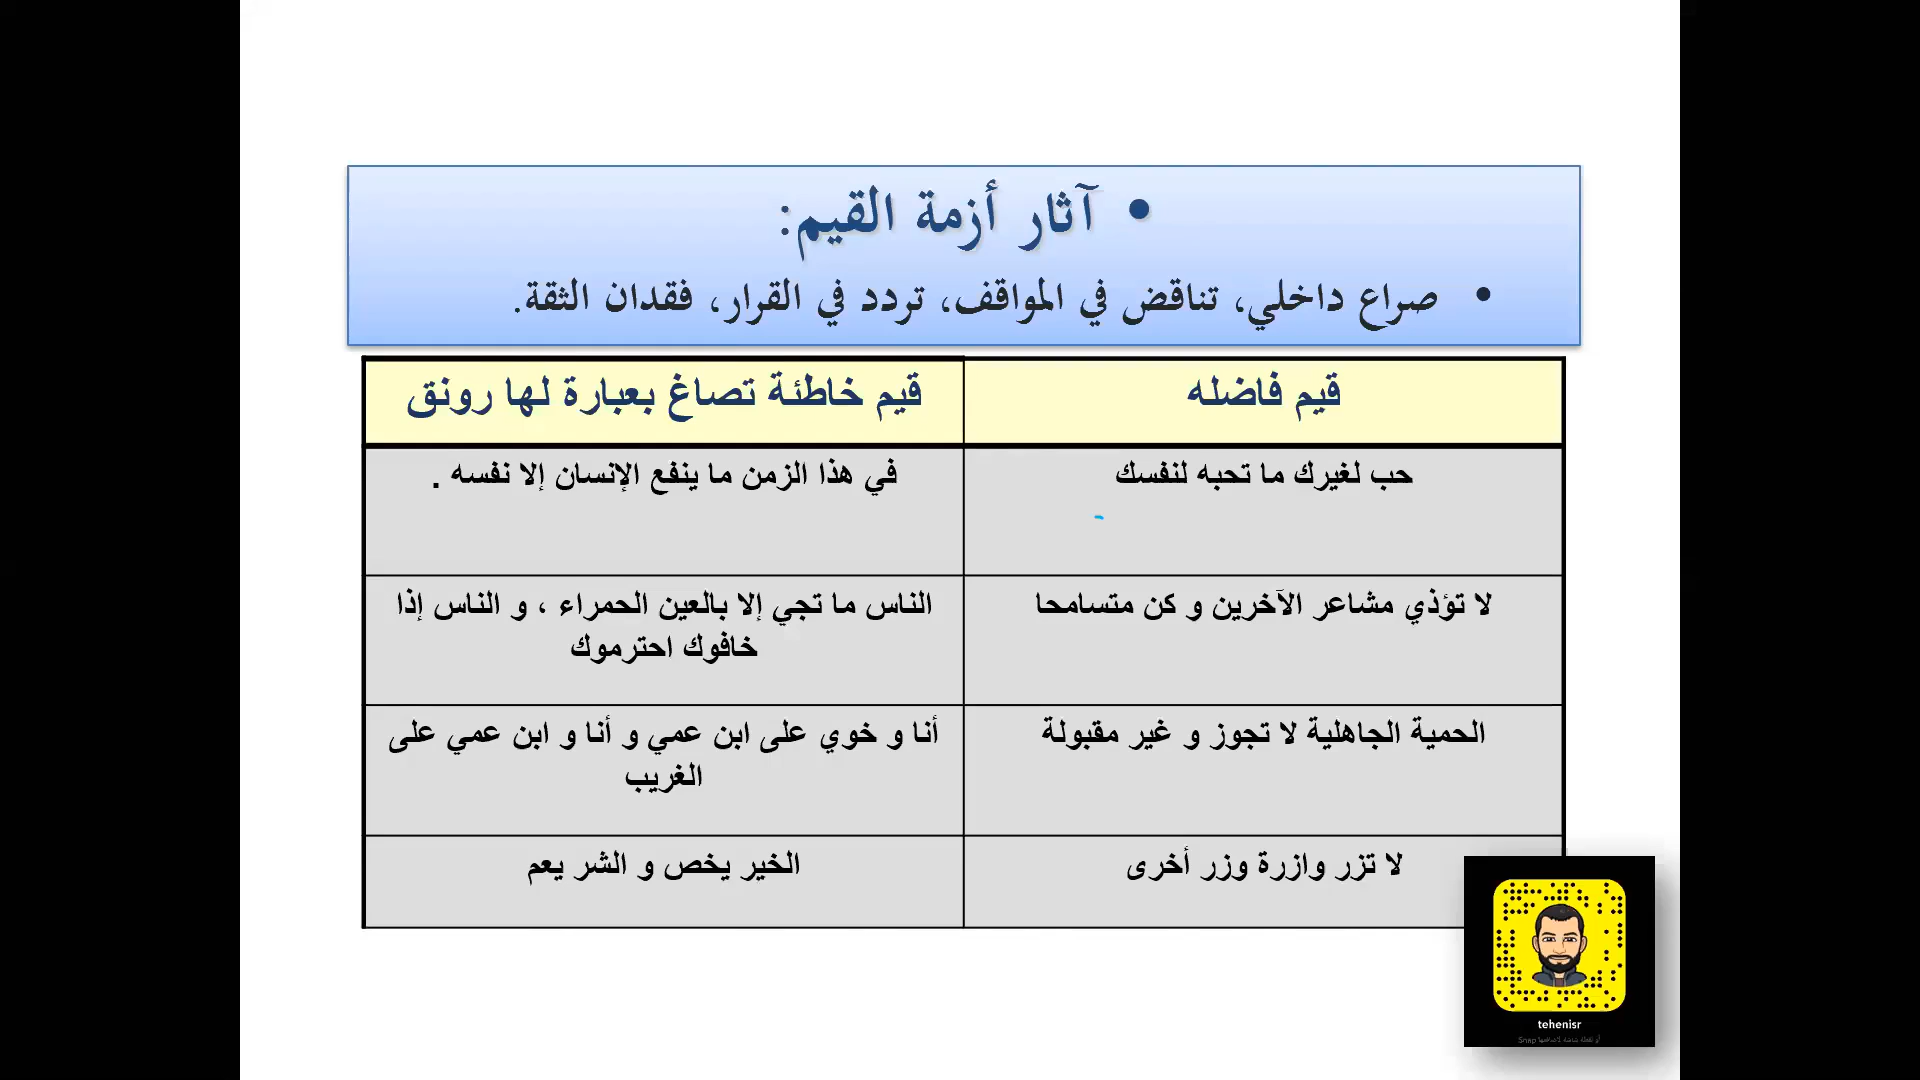 • آثار أزمة القيم:
• صراع داخلي، تناقض في المواقف، تردد في القرار، فقدان الثقة.
قيم فاضله
قيم خاطئة تصاغ بعبارة لها رونق
حب لغيرك ما تحبه لنفسك
في هذا الزمن ما ينفع الإنسان إلا نفسه .
لا تؤذي مشاعر الآخرين و كن متسامحا
الناس ما تجي إلا بالعين الحمراء ، و الناس إذا
خافوك احترموك
الحمية الجاهلية لا تجوز و غير مقبولة
أنا و خوي على ابن عمي و أنا و ابن عمي على
الغريب
لا تزر وازرة وزر أخرى
الخير يخص و الشر يعم
tehenisr